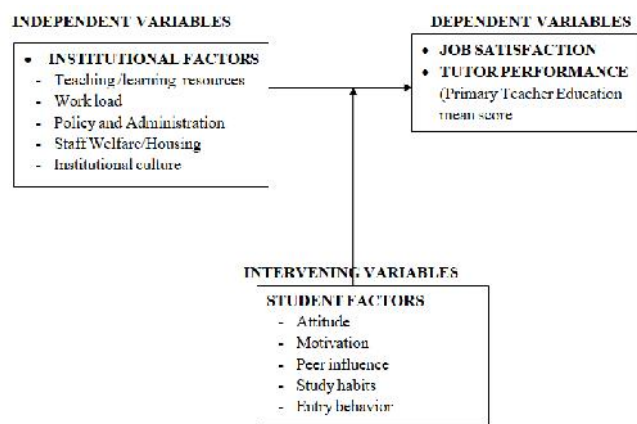 INDEPENDENT VARIABLES
• INSTITUTIONAL FACTORS
- Teaching/learning resources
- Work load
- Policy and Administration
- Staff Welfare/Housing
- Institutional culture
DEPENDENT VARIABLES
• JOB SATISFACTION
• TUTOR PERFORMANCE
(Primary Teacher Education
mean score
INTERVENING VARIABLES
STUDENT FACTORS
- Attitude
- Motivation
- Peer influence
- Study habits
- Entry behavior